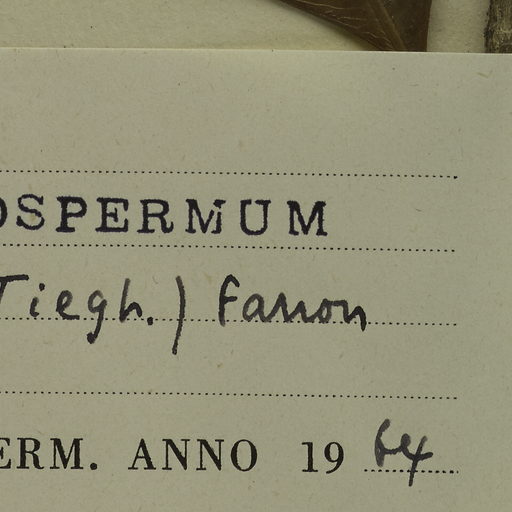 OSPERMUM
Tiegh.) Farron
ERM. ANNO 19 64